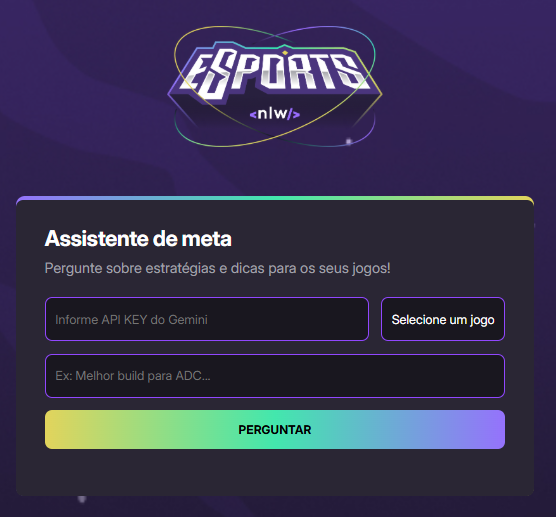 ESPORTS
<nlw/>
Assistente de meta
Pergunte sobre estratégias e dicas para os seus jogos!
Informe API KEY do Gemini
Selecione um jogo
Ex: Melhor build para ADC...
PERGUNTAR